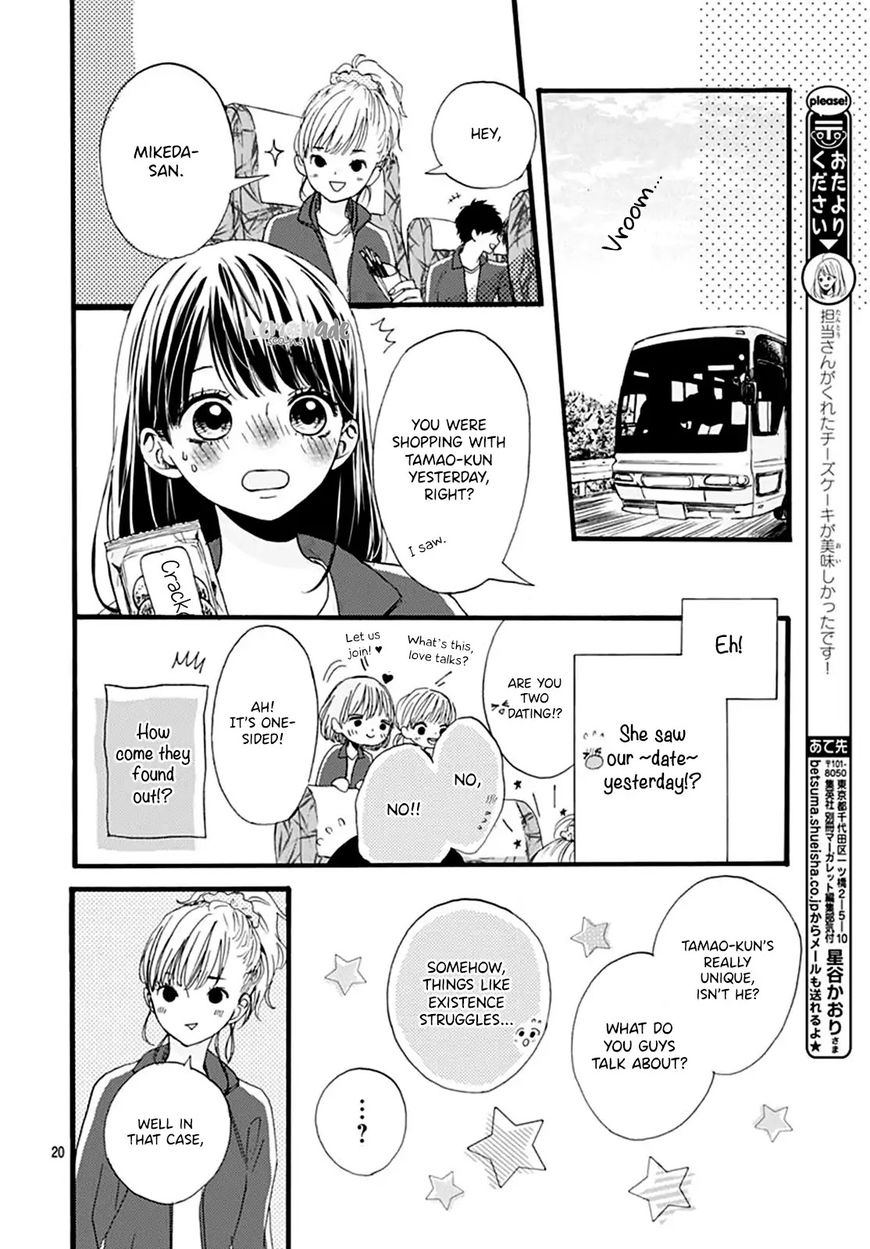 Vroom...
HEY,
MIKEDA-
SAN.
Lemonade
scans
YOU WERE
SHOPPING WITH
TAMAO-KUN
YESTERDAY,
RIGHT?
I saw.
Cracke
Eh!
She saw
our ~date~
yesterday!?
ARE YOU
TWO
DATING!?
What's this,
love talks?
Let us
join! ♥
NO,
NO!!
AH!
IT'S ONE-
SIDED!
How
come they
found
out!?
TAMAO-KUN'S
REALLY
UNIQUE,
ISN'T HE?
WHAT DO
YOU GUYS
TALK ABOUT?
SOMEHOW,
THINGS LIKE
EXISTENCE
STRUGGLES...
...?
WELL IN
THAT CASE,
20
please!
おたより
ください▼
担当さんがくれたチーズケーキが美味しかったです!
あて先
〒101-
8050
東京都千代田区一ツ橋2-5-10
集英社 別冊マーガレット編集部気付
星谷かおりさま
betsuma.shueisha.co.jpからメールも送れるよ★